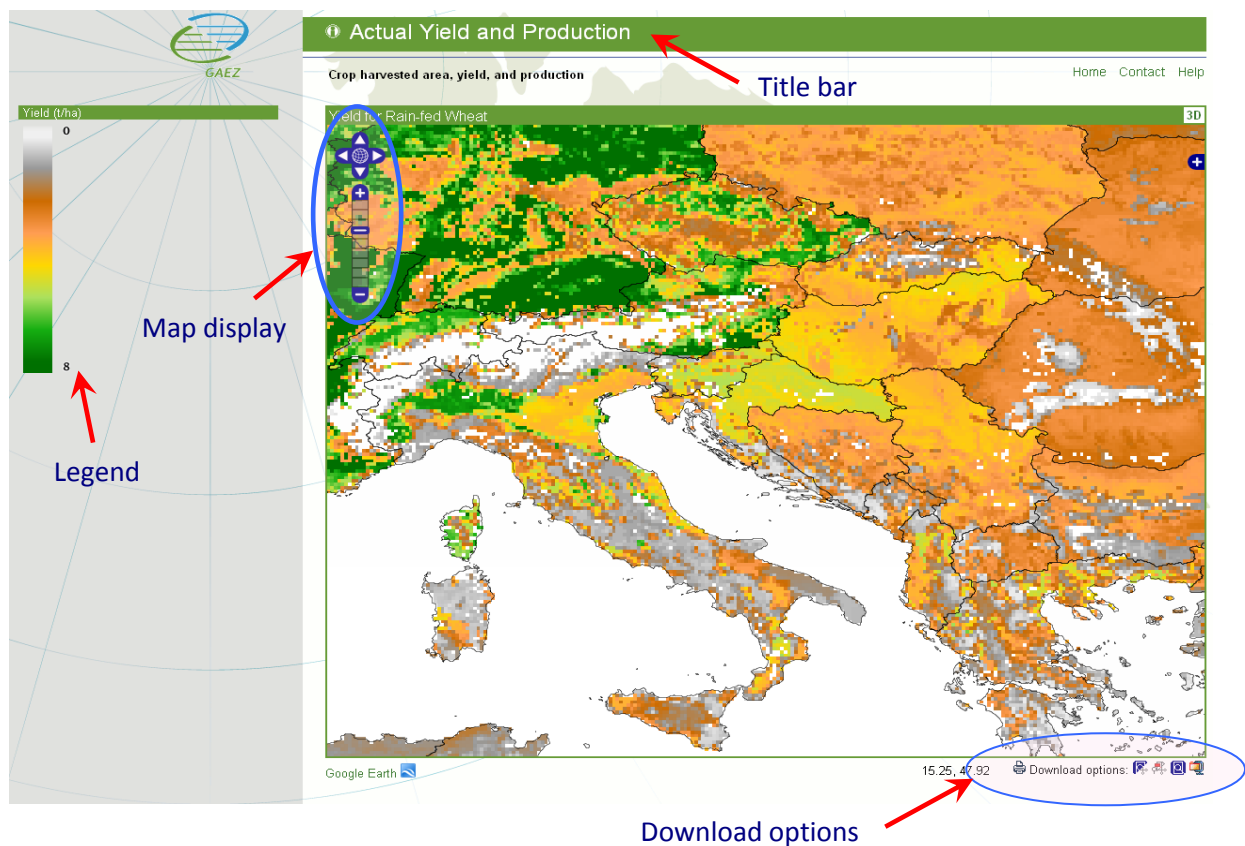 Actual Yield and Production
GAEZ
Crop harvested area, yield, and production
Title bar
Home Contact Help
Yield (t/ha)
0
8
Yield for Rain-fed Wheat
3D
Map display
Legend
Google Earth
15.25, 47.92
Download options:
Download options